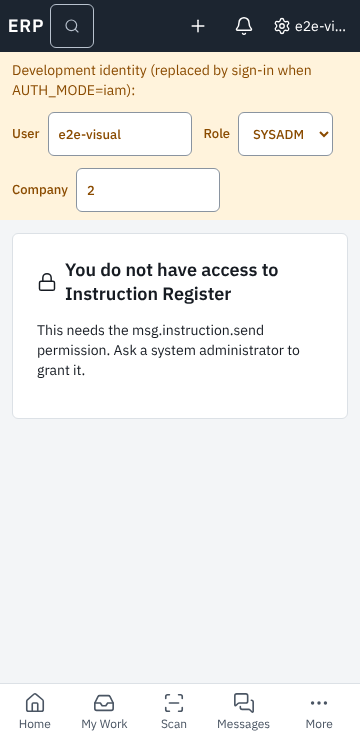 ERP
e2e-vi...
Development identity (replaced by sign-in when
AUTH_MODE=iam):
User e2e-visual Role SYSADM
Company 2
You do not have access to
Instruction Register
This needs the msg.instruction.send
permission. Ask a system administrator to
grant it.
Home My Work Scan Messages More